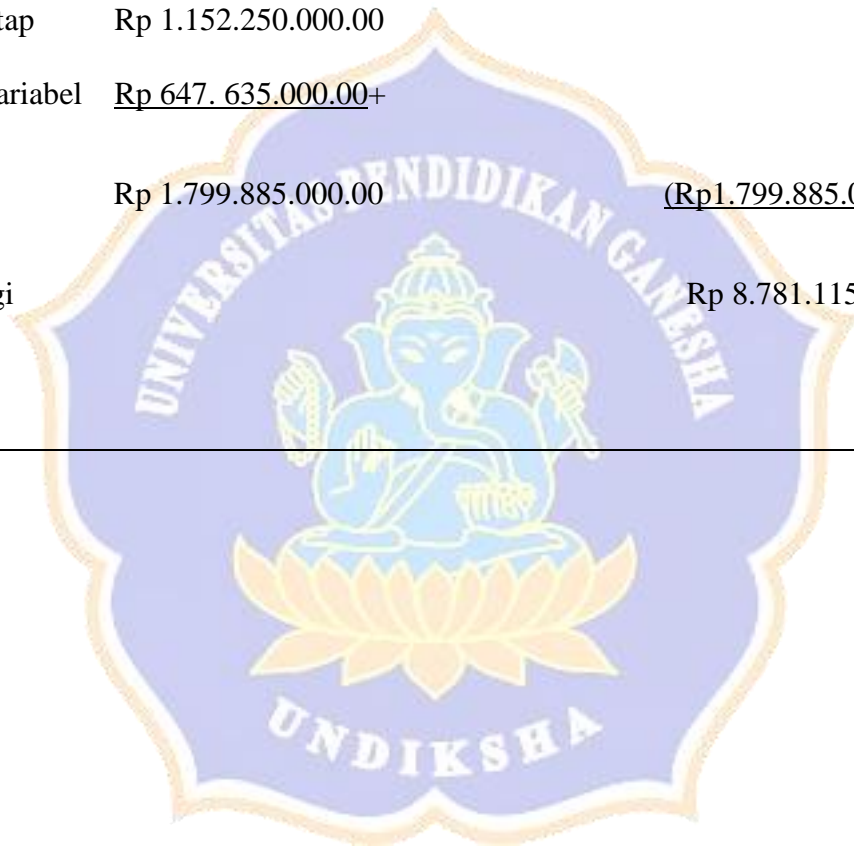 tap Rp 1.152.250.000.00
ariabel Rp 647. 635.000.00+
Rp 1.799.885.000.00 (Rp1.799.885.0
gi Rp 8.781.115
UNIVERSITAS PENDIDIKAN GANESHA
UNDIKSHA